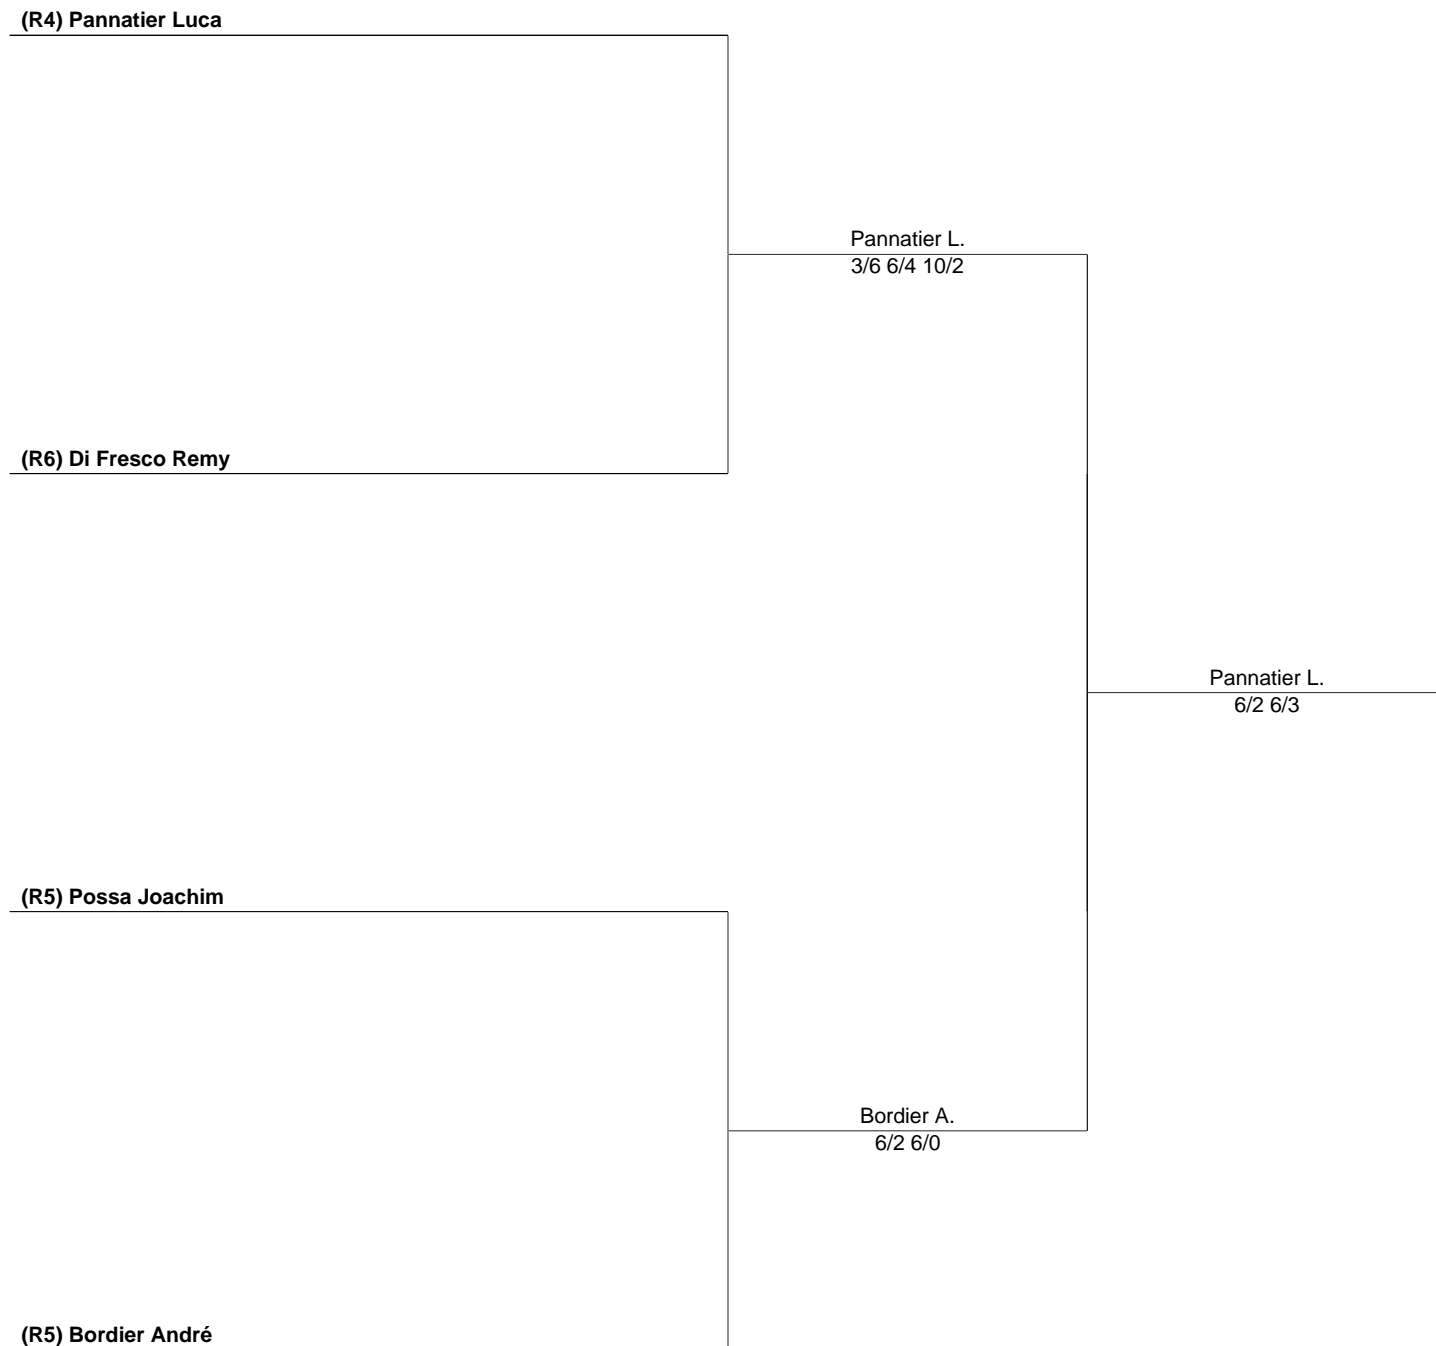 (R4) Pannatier Luca
Pannatier L.
3/6 6/4 10/2
(R6) Di Fresco Remy
Pannatier L.
6/2 6/3
(R5) Possa Joachim
Bordier A.
6/2 6/0
(R5) Bordier André